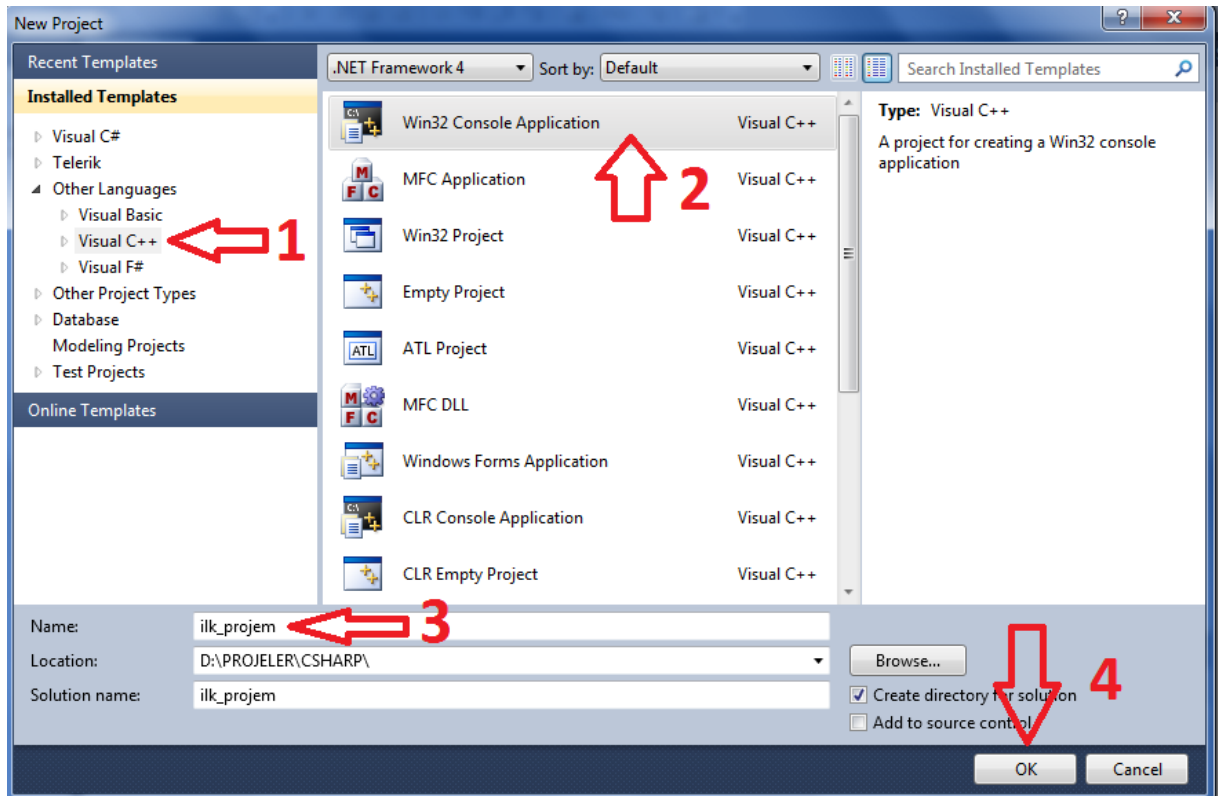 New Project
Recent Templates
Installed Templates
Visual C#
Telerik
Other Languages
Visual Basic
Visual C++
1
Visual F#
Other Project Types
Database
Modeling Projects
Test Projects
Online Templates
.NET Framework 4
Sort by: Default
Search Installed Templates
Win32 Console Application Visual C++
2
MFC Application Visual C++
Win32 Project Visual C++
Empty Project Visual C++
ATL Project Visual C++
MFC DLL Visual C++
Windows Forms Application Visual C++
CLR Console Application Visual C++
CLR Empty Project Visual C++
Type: Visual C++
A project for creating a Win32 console
application
Name: ilk_projem
3
Location: D:\PROJELER\CSHARP\
Browse...
Solution name: ilk_projem
Create directory for solution
Add to source control
4
OK
Cancel